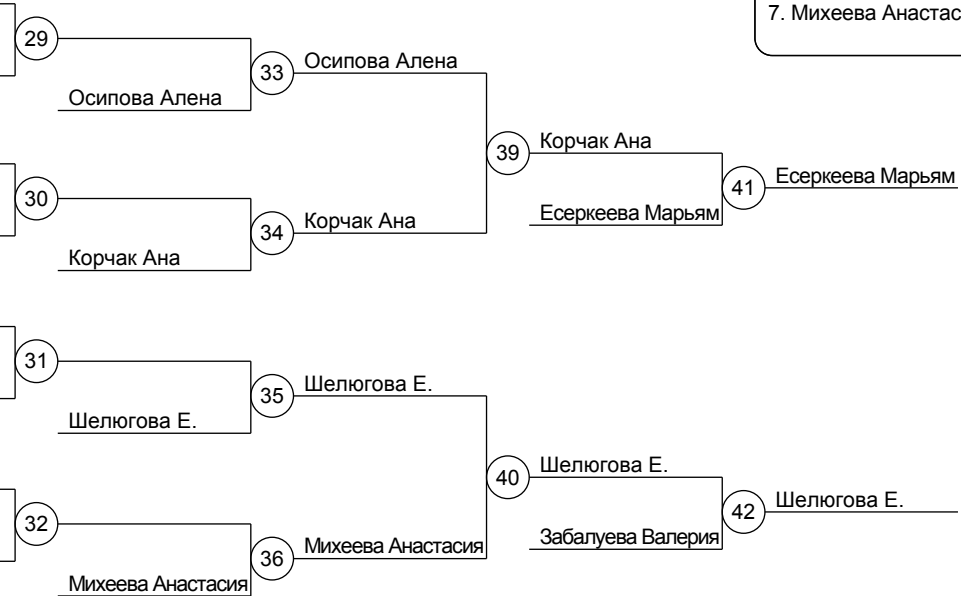 7. Михеева Анастас
29
Осипова Алена
33
Осипова Алена
39
Корчак Ана
30
41
Есеркеева Марьям
Корчак Ана
34
Корчак Ана
Есеркеева Марьям
31
35
Шелюгова Е.
Шелюгова Е.
40
Шелюгова Е.
32
42
Шелюгова Е.
Михеева Анастасия
36
Михеева Анастасия
Забалуева Валерия